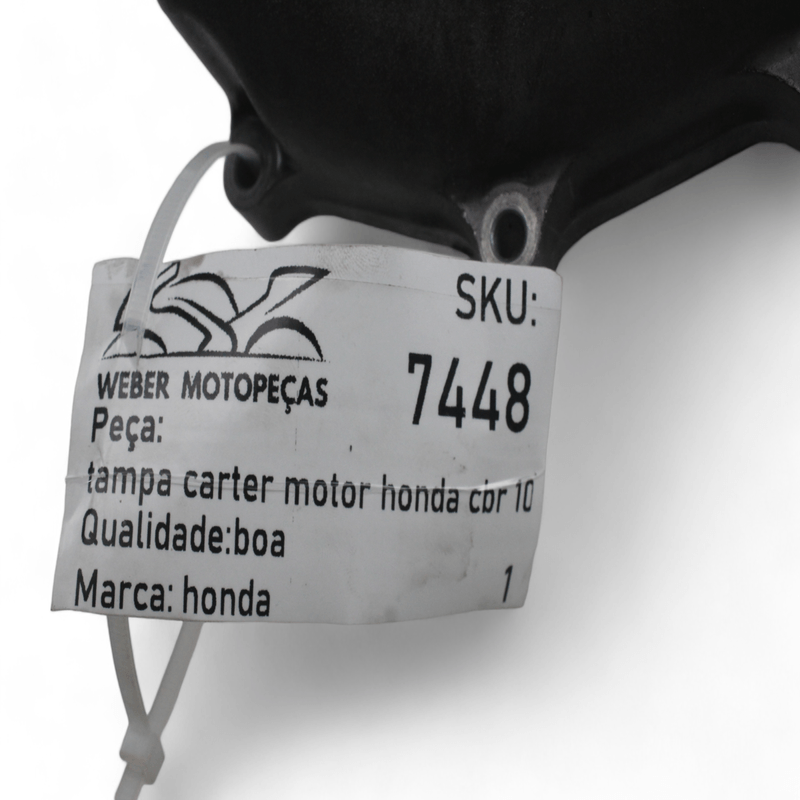 WEBER MOTOPEÇAS
SKU:
7448
Peça:
tampa carter motor honda cbr 10
Qualidade:boa
Marca: honda
1